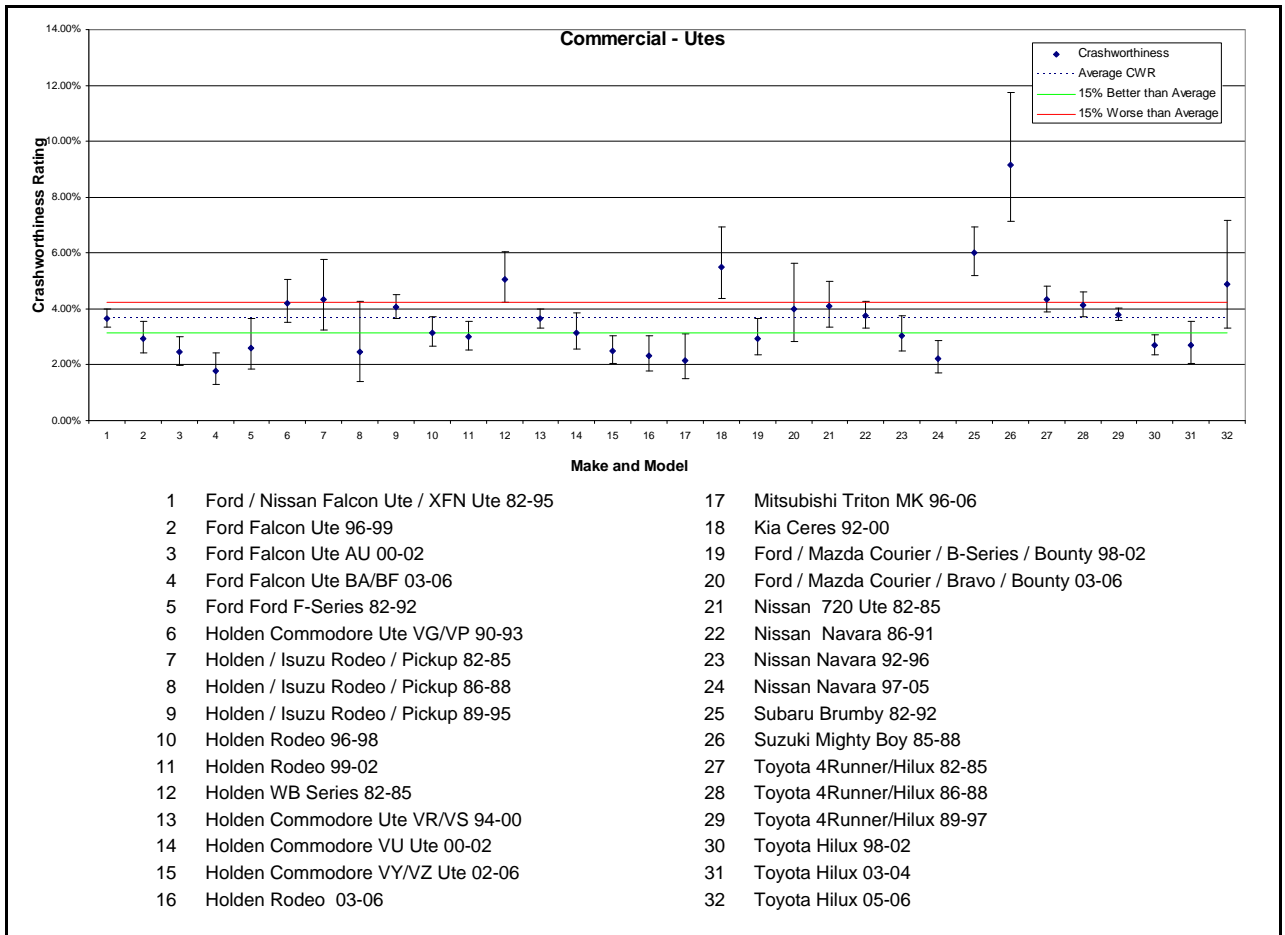 Commercial - Utes
14.00%
12.00%
10.00%
8.00%
6.00%
4.00%
2.00%
0.00%
Crashworthiness Rating
Crashworthiness
Average CWR
15% Better than Average
15% Worse than Average
1 2 3 4 5 6 7 8 9 10 11 12 13 14 15 16 17 18 19 20 21 22 23 24 25 26 27 28 29 30 31 32
Make and Model
1 Ford / Nissan Falcon Ute / XFN Ute 82-95
2 Ford Falcon Ute 96-99
3 Ford Falcon Ute AU 00-02
4 Ford Falcon Ute BA/BF 03-06
5 Ford Ford F-Series 82-92
6 Holden Commodore Ute VG/VP 90-93
7 Holden / Isuzu Rodeo / Pickup 82-85
8 Holden / Isuzu Rodeo / Pickup 86-88
9 Holden / Isuzu Rodeo / Pickup 89-95
10 Holden Rodeo 96-98
11 Holden Rodeo 99-02
12 Holden WB Series 82-85
13 Holden Commodore Ute VR/VS 94-00
14 Holden Commodore VU Ute 00-02
15 Holden Commodore VY/VZ Ute 02-06
16 Holden Rodeo 03-06
17 Mitsubishi Triton MK 96-06
18 Kia Ceres 92-00
19 Ford / Mazda Courier / B-Series / Bounty 98-02
20 Ford / Mazda Courier / Bravo / Bounty 03-06
21 Nissan 720 Ute 82-85
22 Nissan Navara 86-91
23 Nissan Navara 92-96
24 Nissan Navara 97-05
25 Subaru Brumby 82-92
26 Suzuki Mighty Boy 85-88
27 Toyota 4Runner/Hilux 82-85
28 Toyota 4Runner/Hilux 86-88
29 Toyota 4Runner/Hilux 89-97
30 Toyota Hilux 98-02
31 Toyota Hilux 03-04
32 Toyota Hilux 05-06